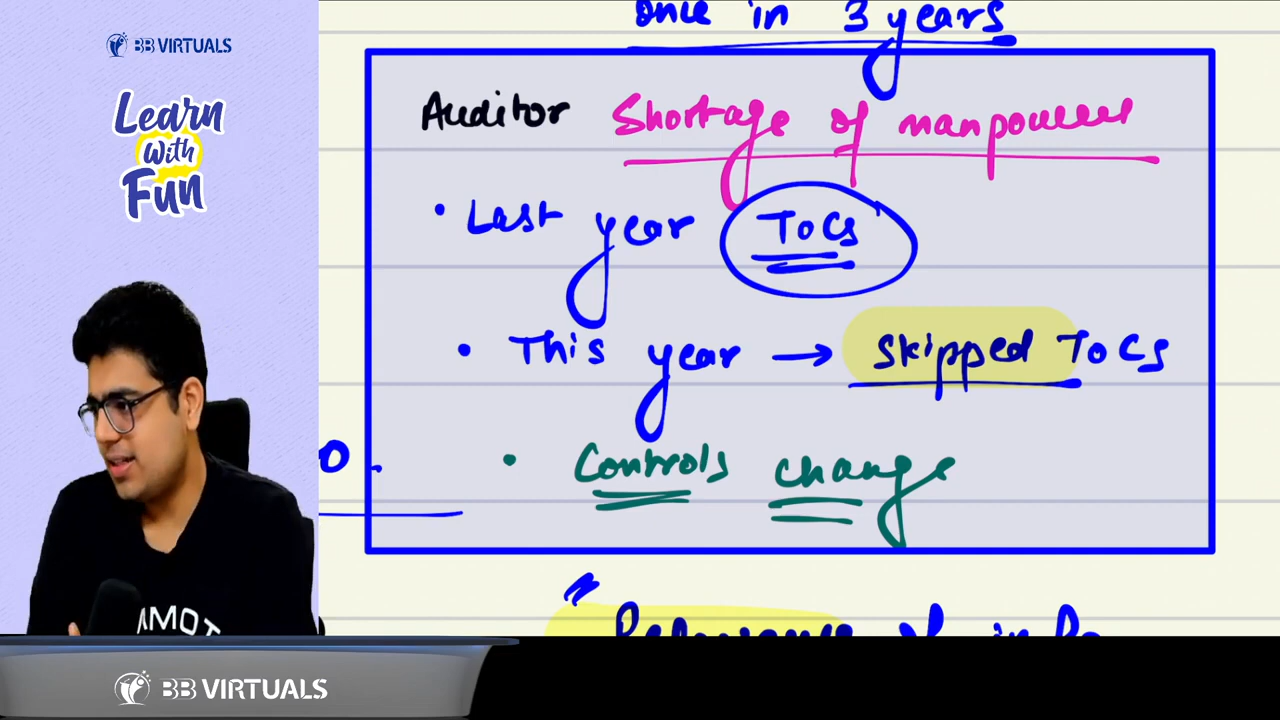 BB VIRTUALS
Learn
With
Fun
once in 3 years
Auditor Shortage of manpower
• Last year TOCs
• This year → skipped TOCs
• Controls change
AMOT
BB VIRTUALS